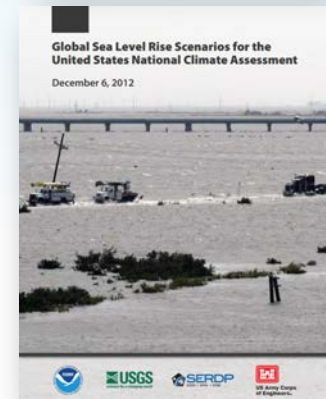 Global Sea Level Rise Scenarios for the
United States National Climate Assessment
December 6, 2012
USGS
SERDP
US Army Corps
of Engineers